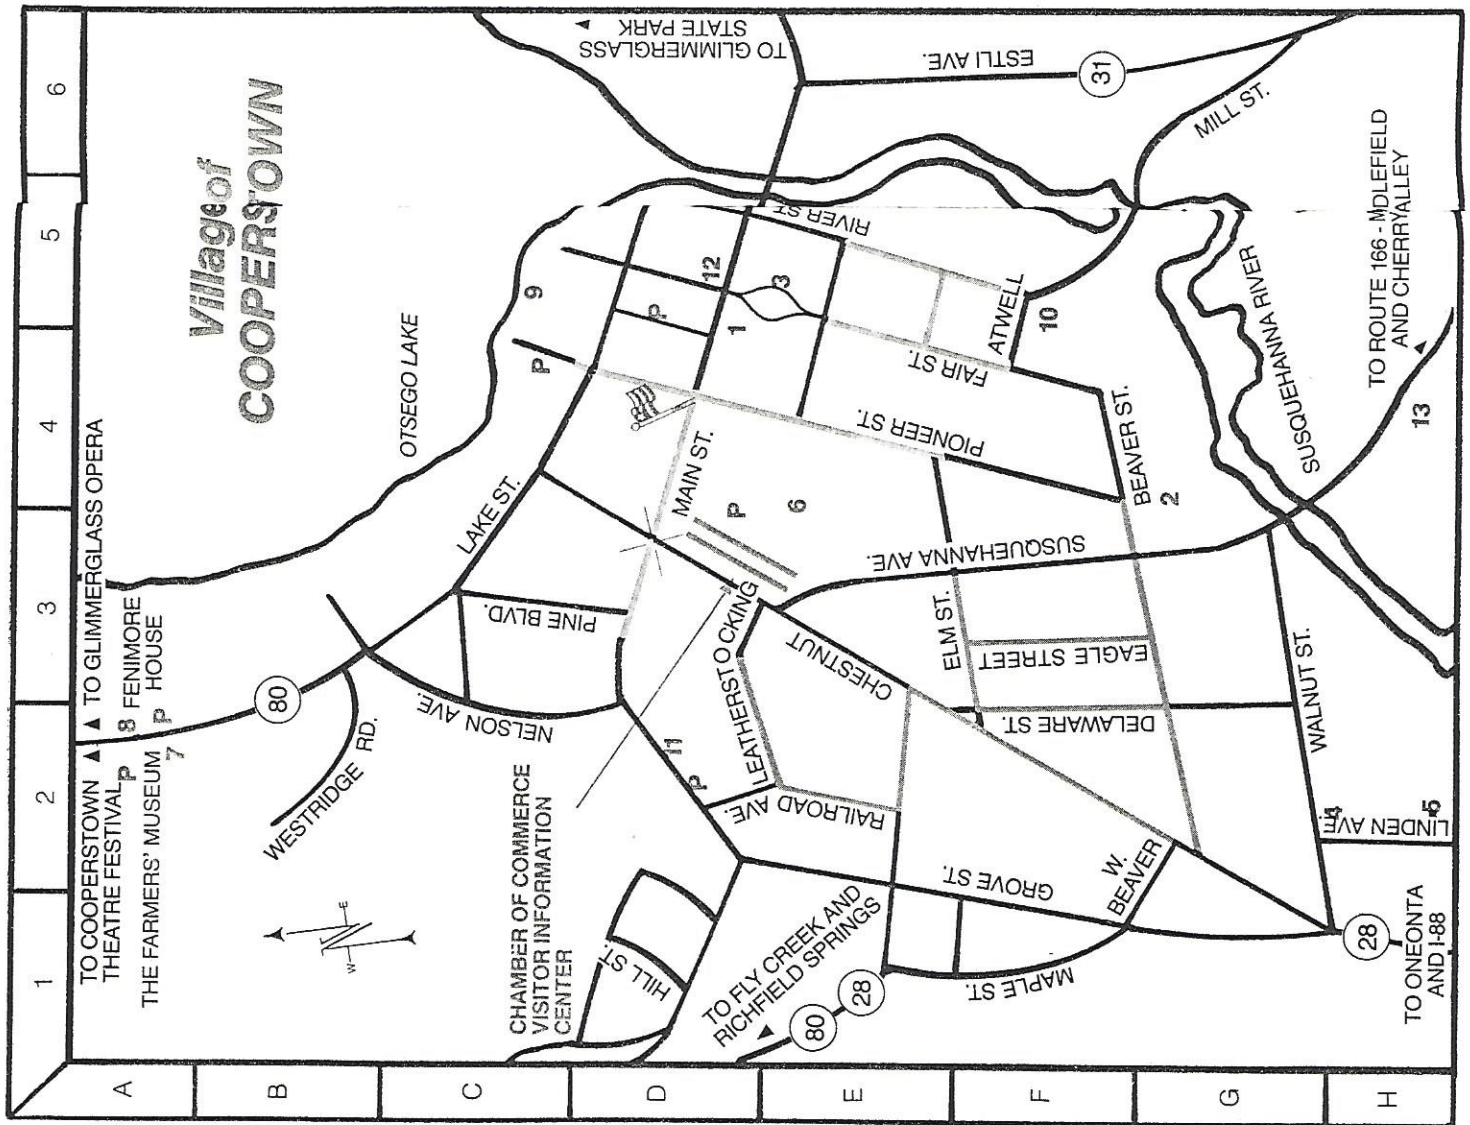 Village of
COOPERSTOWN
OTSEGO LAKE
TO COOPERSTOWN
THEATRE FESTIVAL
TO GLIMMERGLASS OPERA
THE FARMERS' MUSEUM
P
7
P
8 FENIMORE
HOUSE
80
WESTRIDGE RD.
NELSON AVE.
PINE BLVD.
LAKE ST.
W
N
E
CHAMBER OF COMMERCE
VISITOR INFORMATION
CENTER
HILL ST.
11
P
9
P
P
12
1
3
MAIN ST.
P
6
LEATHERSTOCKING
RAILROAD AVE.
CHESTNUT
TO GLIMMERGLASS
STATE PARK
ESTLI AVE.
31
MILL ST.
RIVER ST.
ATWELL
10
FAIR ST.
PIONEER ST.
BEAVER ST.
2
SUSQUEHANNA AVE.
ELM ST.
EAGLE STREET
DELAWARE ST.
WALNUT ST.
GROVE ST.
W.
BEAVER
MAPLE ST.
TO FLY CREEK AND
RICHFIELD SPRINGS
80
28
28
TO ONEONTA
AND I-88
LINDEN AVE.
4
5
SUSQUEHANNA RIVER
TO ROUTE 166 - MDLEFIELD
AND CHERRYALLEY
13
1
2
3
4
5
6
A
B
C
D
E
F
G
H